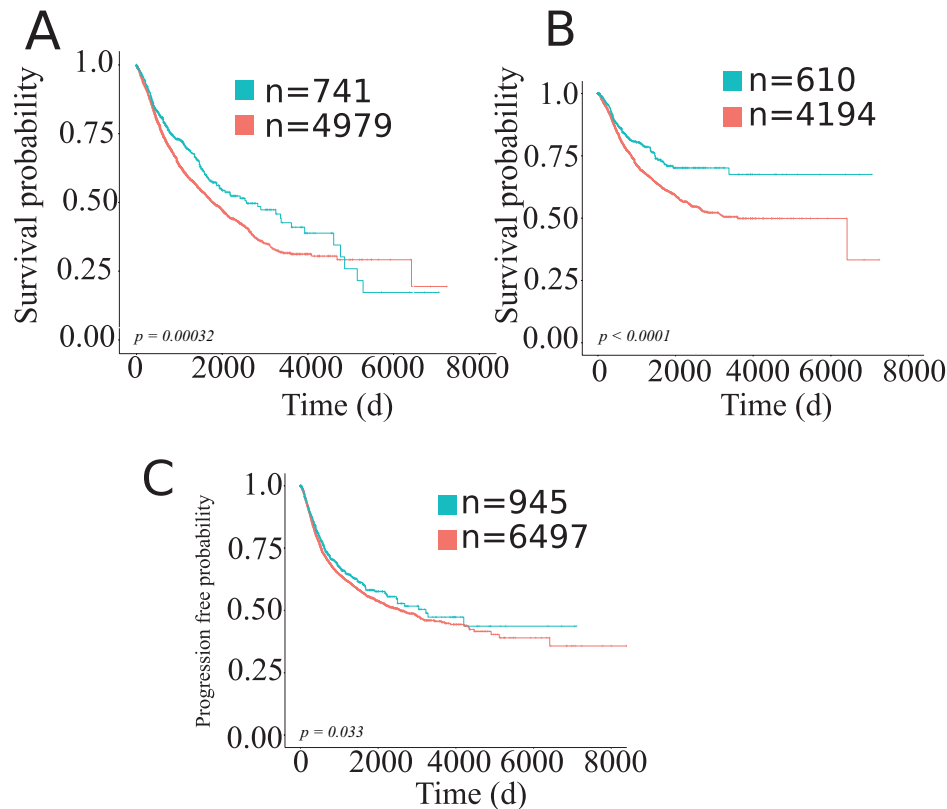 A
Survival probability
1.0
0.75
0.50
0.25
0.00
n=741
n=4979
p = 0.00032
0 2000 4000 6000 8000
Time (d)
B
Survival probability
1.0
0.75
0.50
0.25
0.00
n=610
n=4194
p < 0.0001
0 2000 4000 6000 8000
Time (d)
C
Progression free probability
1.0
0.75
0.50
0.25
0.00
n=945
n=6497
p = 0.033
0 2000 4000 6000 8000
Time (d)